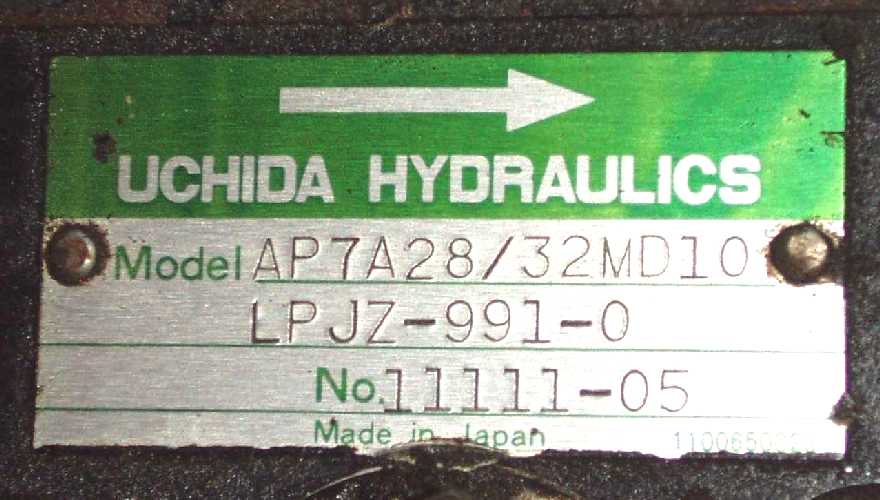 UCHIDA HYDRAULICS
Model AP7A28/32MD10
LPJZ-991-0
No. 11111-05
Made in Japan